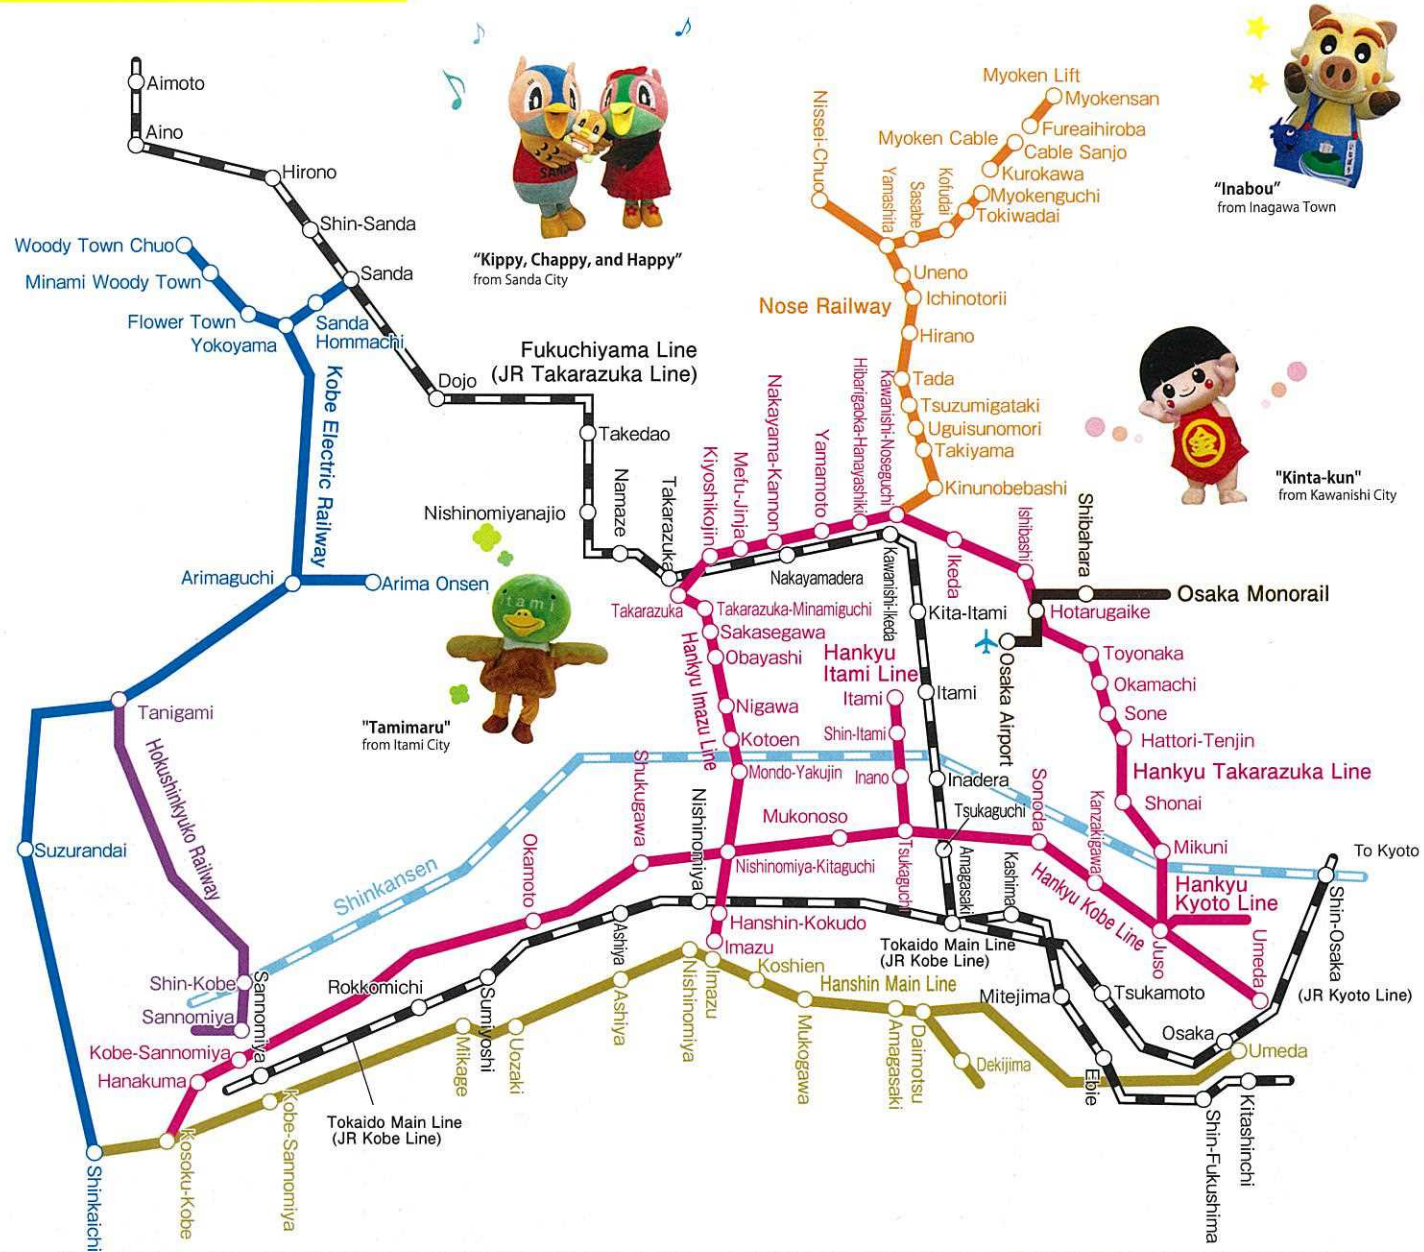 Aimoto
Aino
Hirono
Shin-Sanda
Sanda
Woody Town Chuo
Minami Woody Town
Flower Town
Yokoyama
Sanda
Hommachi
Kobe Electric Railway
Dojo
Fukuchiyama Line
(JR Takarazuka Line)
Takedao
Nishinomiyanajio
Namaze
Takarazuka
SANDA
"Kippy, Chappy, and Happy"
from Sanda City
Nissei-Chuo
Yamashita
Sasabe
Kofudai
Myoken Lift
Myokensan
Fureaihiroba
Myoken Cable
Cable Sanjo
Kurokawa
Myokenguchi
Tokiwadai
"Inabou"
from Inagawa Town
Nose Railway
Uneno
Ichinotorii
Hirano
Tada
Tsuzumigataki
Uguisunomori
Takiyama
Kinunobebashi
金
"Kinta-kun"
from Kawanishi City
Kiyoshikojin
Mefu-Jinja
Nakayama-Kannon
Yamamoto
Hibarigaoka-Hanayashiki
Kawanishi-Noseguchi
Ikeda
Ishibashi
Shibahara
Osaka Monorail
Hotarugaike
Osaka Airport
Nakayamadera
Kawanishi-Ikeda
Kita-Itami
Itami
Inadera
Tsukaguchi
Amagasaki
Arimaguchi
Arima Onsen
Tanigami
Hokushinkyuko Railway
Suzurandai
Shin-Kobe
Sannomiya
Sannomiya
Itami
"Tamimaru"
from Itami City
Takarazuka
Takarazuka-Minamiguchi
Sakasegawa
Obayashi
Nigawa
Kotoen
Mondo-Yakujin
Hankyu Imazu Line
Hankyu
Itami Line
Itami
Shin-Itami
Inano
Toyonaka
Okamachi
Sone
Hattori-Tenjin
Hankyu Takarazuka Line
Shonai
Mikuni
Shinkansen
Okamoto
Shukugawa
Nishinomiya
Nishinomiya-Kitaguchi
Mukonoso
Tsukaguchi
Sonoda
Kanzakigawa
Hankyu Kobe Line
Hankyu
Kyoto Line
Juso
Umeda
To Kyoto
Shin-Osaka
(JR Kyoto Line)
Hanshin-Kokudo
Imazu
Kashima
Tokaido Main Line
(JR Kobe Line)
Rokkomichi
Sumiyoshi
Ashiya
Ashiya
Nishinomiya
Imazu
Koshien
Hanshin Main Line
Mukogawa
Amagasaki
Daimotsu
Dekijima
Mitejima
Tsukamoto
Osaka
Umeda
Ebie
Shin-Fukushima
Kitashinchi
Kobe-Sannomiya
Hanakuma
Mikage
Uozaki
Tokaido Main Line
(JR Kobe Line)
Kobe-Sannomiya
Kosoku-Kobe
Shinkaichi